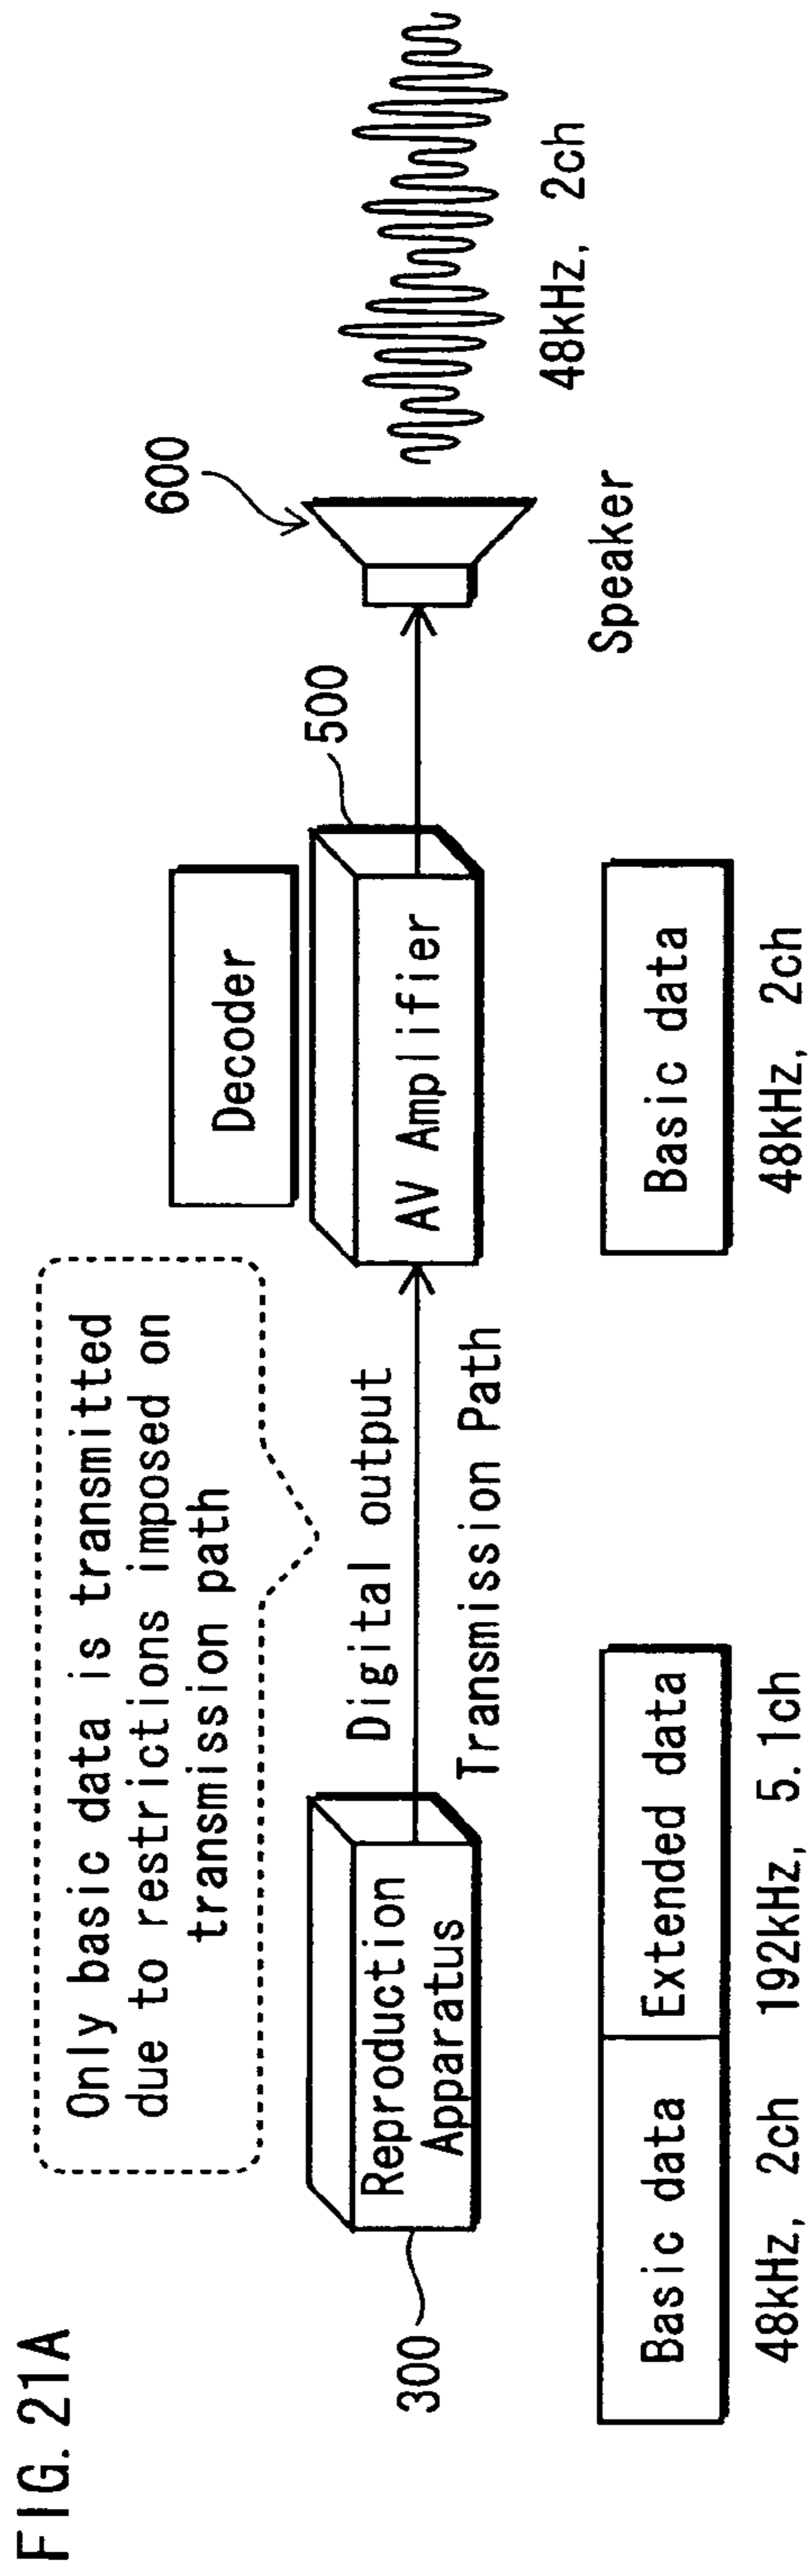 FIG. 21A
Only basic data is transmitted
due to restrictions imposed on
transmission path
Decoder
600
500
300
Reproduction
Apparatus
Digital output
Transmission Path
AV Amplifier
Speaker
48kHz, 2ch
Basic data
Extended data
48kHz, 2ch
192kHz, 5.1ch
Basic data
48kHz, 2ch